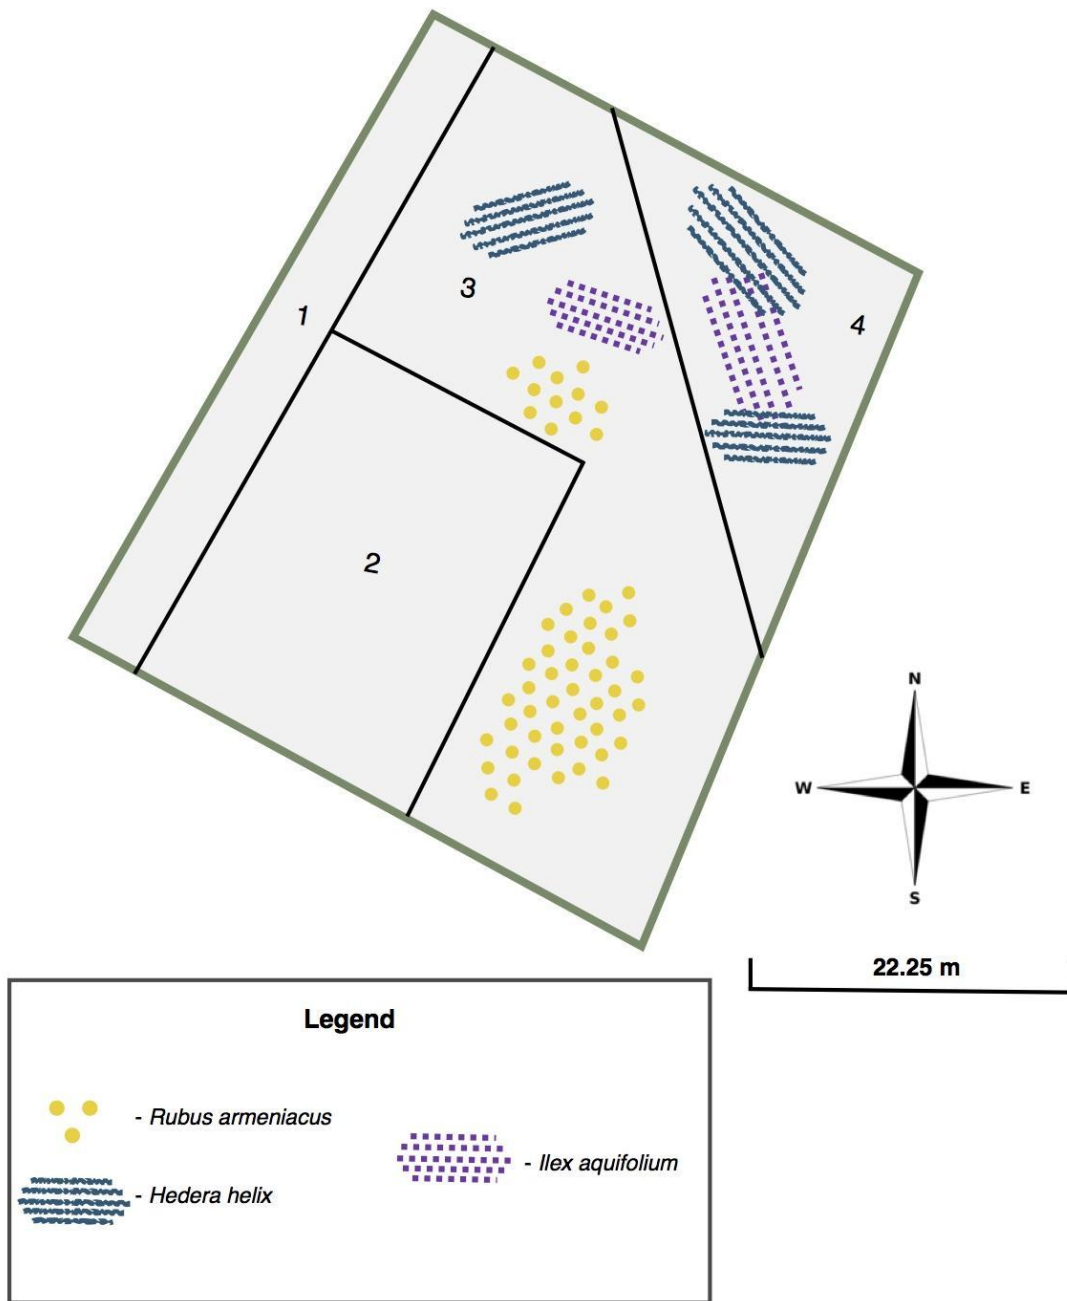 1
2
3
4
N
W
E
S
22.25 m
Legend
- Rubus armeniacus
- Hedera helix
- Ilex aquifolium